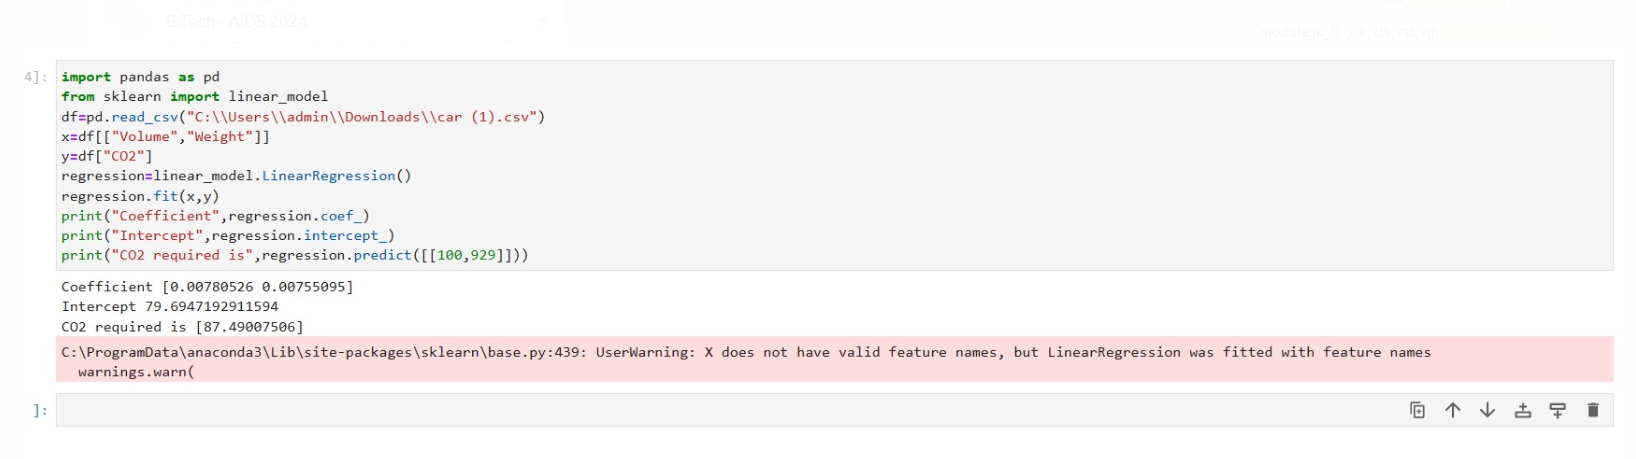 B.Tech - AIDS 2024
module jk_ff (j, k, clk, rst, q);
4]:
import pandas as pd
from sklearn import linear_model
df=pd.read_csv("C:\\Users\\admin\\Downloads\\car (1).csv")
x=df[["Volume","Weight"]]
y=df["CO2"]
regression=linear_model.LinearRegression()
regression.fit(x,y)
print("Coefficient",regression.coef_)
print("Intercept",regression.intercept_)
print("CO2 required is",regression.predict([[100,929]]))
Coefficient [0.00780526 0.00755095]
Intercept 79.6947192911594
CO2 required is [87.49007506]
C:\ProgramData\anaconda3\Lib\site-packages\sklearn\base.py:439: UserWarning: X does not have valid feature names, but LinearRegression was fitted with feature names
warnings.warn(
]: